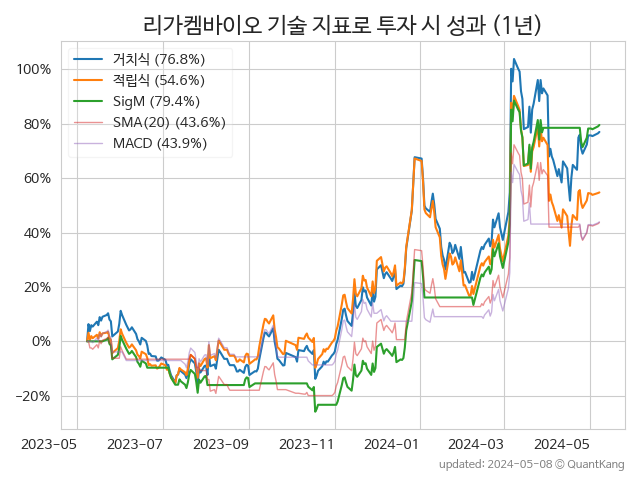 리가켐바이오 기술 지표로 투자 시 성과 (1년)
거치식 (76.8%)
적립식 (54.6%)
SigM (79.4%)
SMA(20) (43.6%)
MACD (43.9%)
100%
80%
60%
40%
20%
0%
−20%
2023-05 2023-07 2023-09 2023-11 2024-01 2024-03 2024-05
updated: 2024-05-08 © QuantKang